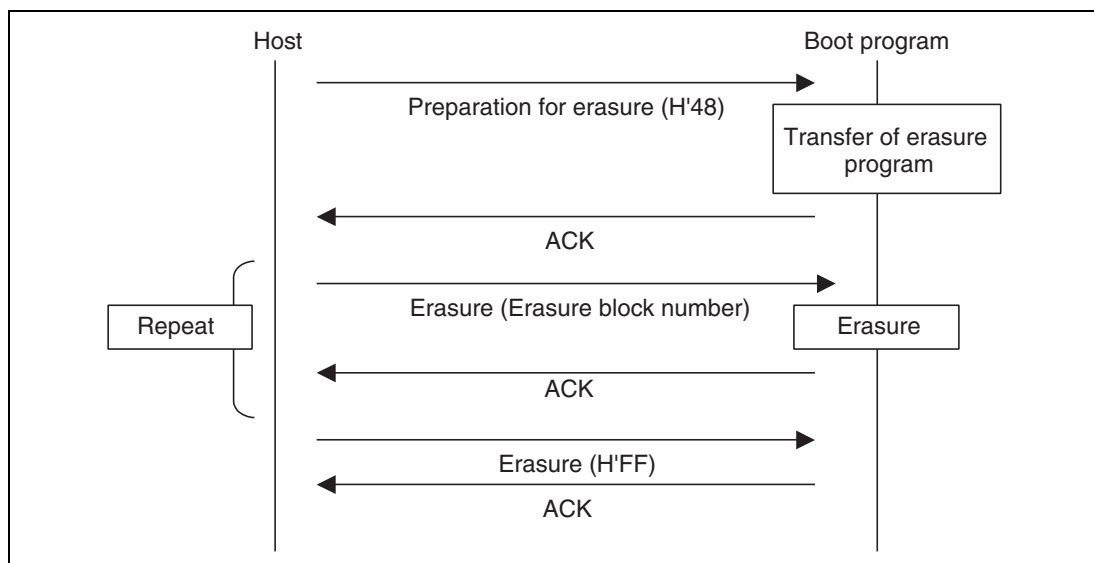 Host
Boot program
Preparation for erasure (H'48)
Transfer of erasure
program
ACK
Erasure (Erasure block number)
Repeat
Erasure
ACK
Erasure (H'FF)
ACK